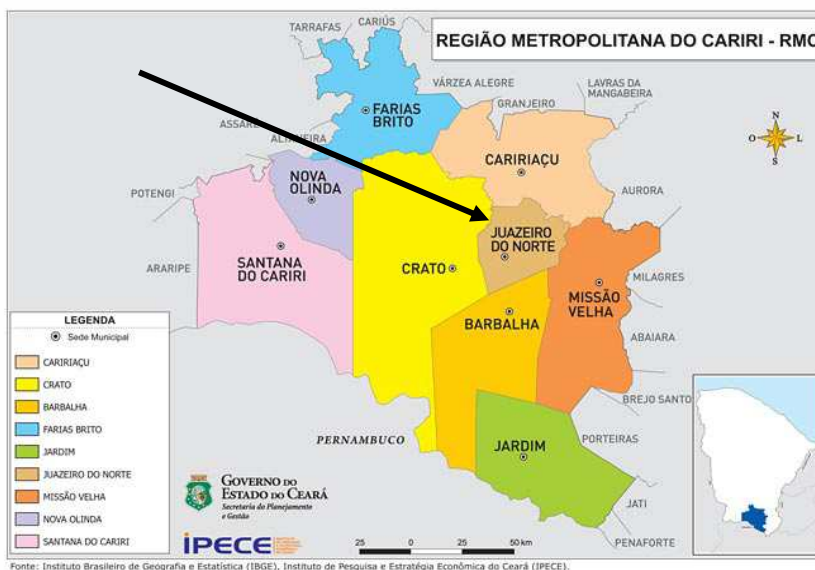 REGIÃO METROPOLITANA DO CARIRI - RMC
TARRAFAS
CARIÚS
VÁRZEA ALEGRE
LAVRAS DA
MANGABEIRA
GRANJEIRO
FARIAS
BRITO
ALTANEIRA
N
O
L
S
CARIRIAÇU
NOVA
OLINDA
POTENGI
AURORA
JUAZEIRO
DO NORTE
SANTANA
DO CARIRI
ARARIPE
CRATO
MISSÃO
VELHA
MILAGRES
BARBALHA
ABAIARA
BREJO SANTO
PERNAMBUCO
JARDIM
PORTEIRAS
JATI
PENAFORTE
LEGENDA
Sede Municipal
CARIRIAÇU
CRATO
BARBALHA
FARIAS BRITO
JARDIM
JUAZEIRO DO NORTE
MISSÃO VELHA
NOVA OLINDA
SANTANA DO CARIRI
GOVERNO DO
ESTADO DO CEARÁ
Secretaria do Planejamento
e Gestão
IPECE
25 0 25 50 km
Fonte: Instituto Brasileiro de Geografia e Estatística (IBGE), Instituto de Pesquisa e Estratégia Econômica do Ceará (IPECE).